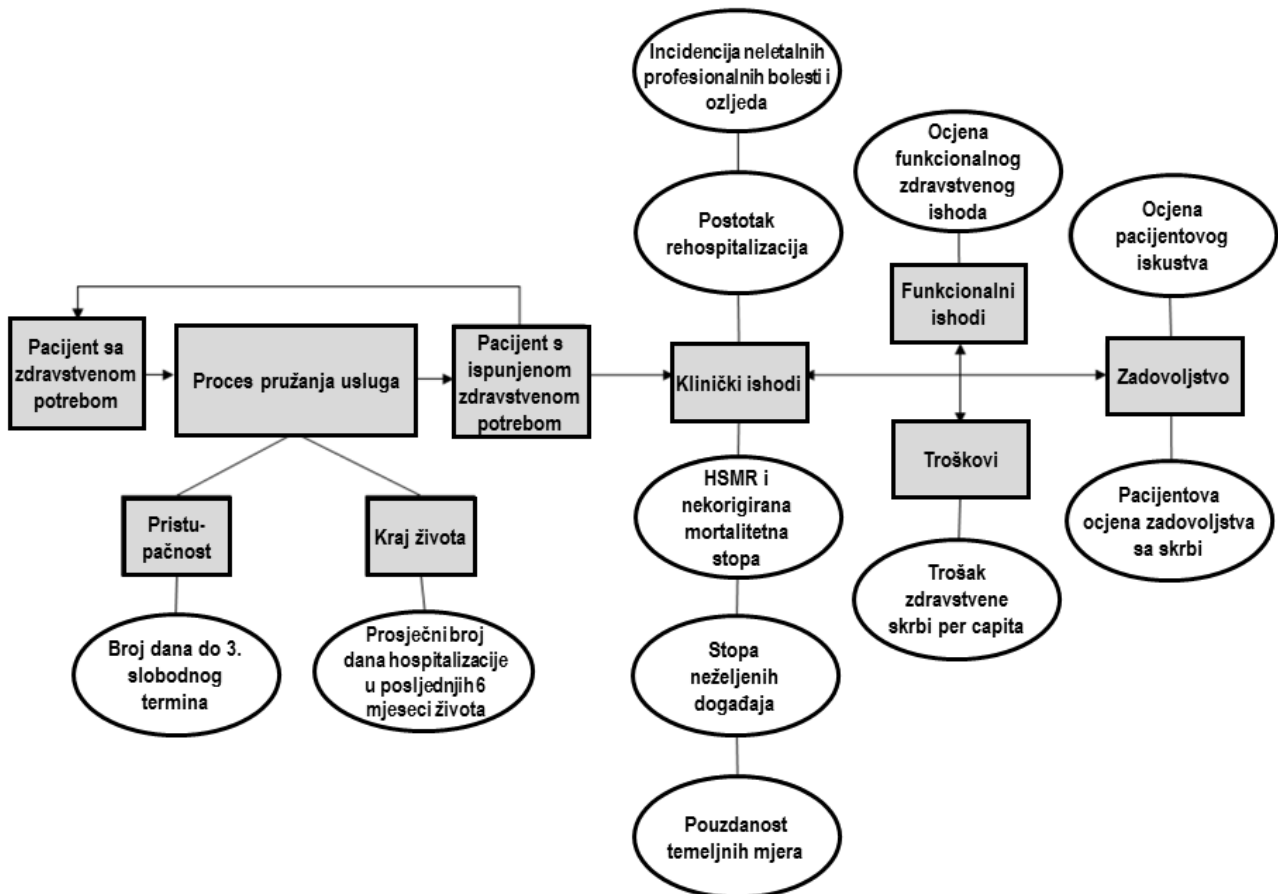 Incidencija neletalnih
profesionalnih bolesti i
ozljeda
Ocjena
funkcionalnog
zdravstvenog
ishoda
Postotak
rehospitalizacija
Ocjena
pacijentovog
iskustva
Funkcionalni
ishodi
Pacijent sa
zdravstvenom
potrebom
Proces pružanja usluga
Pacijent s
ispunjenom
zdravstvenom
potrebom
Klinički ishodi
Zadovoljstvo
Troškovi
HSMR i
nekorigirana
mortalitetna
stopa
Pacijentova
ocjena zadovoljstva
sa skrbi
Pristu-
pačnost
Kraj života
Trošak
zdravstvene
skrbi per capita
Broj dana do 3.
slobodnog
termina
Prosječni broj
dana hospitalizacije
u posljednjih 6
mjeseci života
Stopa
neželjenih
događaja
Pouzdanost
temeljnih mjera